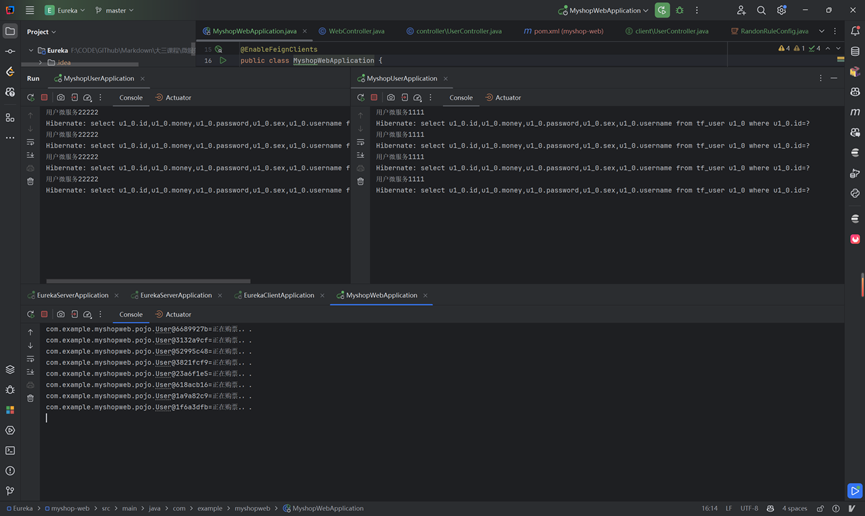 E Eureka master MyshopWebApplication
Project
MyshopWebApplication.java WebController.java controller\UserController.java pom.xml (myshop-web) client\UserController.java RandonRuleConfig.java
Eureka
.idea
15 @EnableFeignClients
16 public class MyshopWebApplication {
4 1 4
Run MyshopUserApplication MyshopUserApplication
Console Actuator Console Actuator
用户微服务22222
Hibernate: select u1_0.id,u1_0.money,u1_0.password,u1_0.sex,u1_0.username f
用户微服务22222
Hibernate: select u1_0.id,u1_0.money,u1_0.password,u1_0.sex,u1_0.username f
用户微服务22222
Hibernate: select u1_0.id,u1_0.money,u1_0.password,u1_0.sex,u1_0.username f
用户微服务22222
Hibernate: select u1_0.id,u1_0.money,u1_0.password,u1_0.sex,u1_0.username f
用户微服务1111
Hibernate: select u1_0.id,u1_0.money,u1_0.password,u1_0.sex,u1_0.username from tf_user u1_0 where u1_0.id=?
用户微服务1111
Hibernate: select u1_0.id,u1_0.money,u1_0.password,u1_0.sex,u1_0.username from tf_user u1_0 where u1_0.id=?
用户微服务1111
Hibernate: select u1_0.id,u1_0.money,u1_0.password,u1_0.sex,u1_0.username from tf_user u1_0 where u1_0.id=?
用户微服务1111
Hibernate: select u1_0.id,u1_0.money,u1_0.password,u1_0.sex,u1_0.username from tf_user u1_0 where u1_0.id=?
EurekaServerApplication EurekaServerApplication EurekaClientApplication MyshopWebApplication
Console Actuator
com.example.myshopweb.pojo.User@6689927b=正在购票...
com.example.myshopweb.pojo.User@3132a9cf=正在购票...
com.example.myshopweb.pojo.User@52995c48=正在购票...
com.example.myshopweb.pojo.User@3821fcf9=正在购票...
com.example.myshopweb.pojo.User@23a6f1e5=正在购票...
com.example.myshopweb.pojo.User@618acb16=正在购票...
com.example.myshopweb.pojo.User@1a9a82c9=正在购票...
com.example.myshopweb.pojo.User@1f6a3dfb=正在购票...
Eureka > myshop-web > src > main > java > com > example > myshopweb > MyshopWebApplication 16:14 LF UTF-8 4 spaces